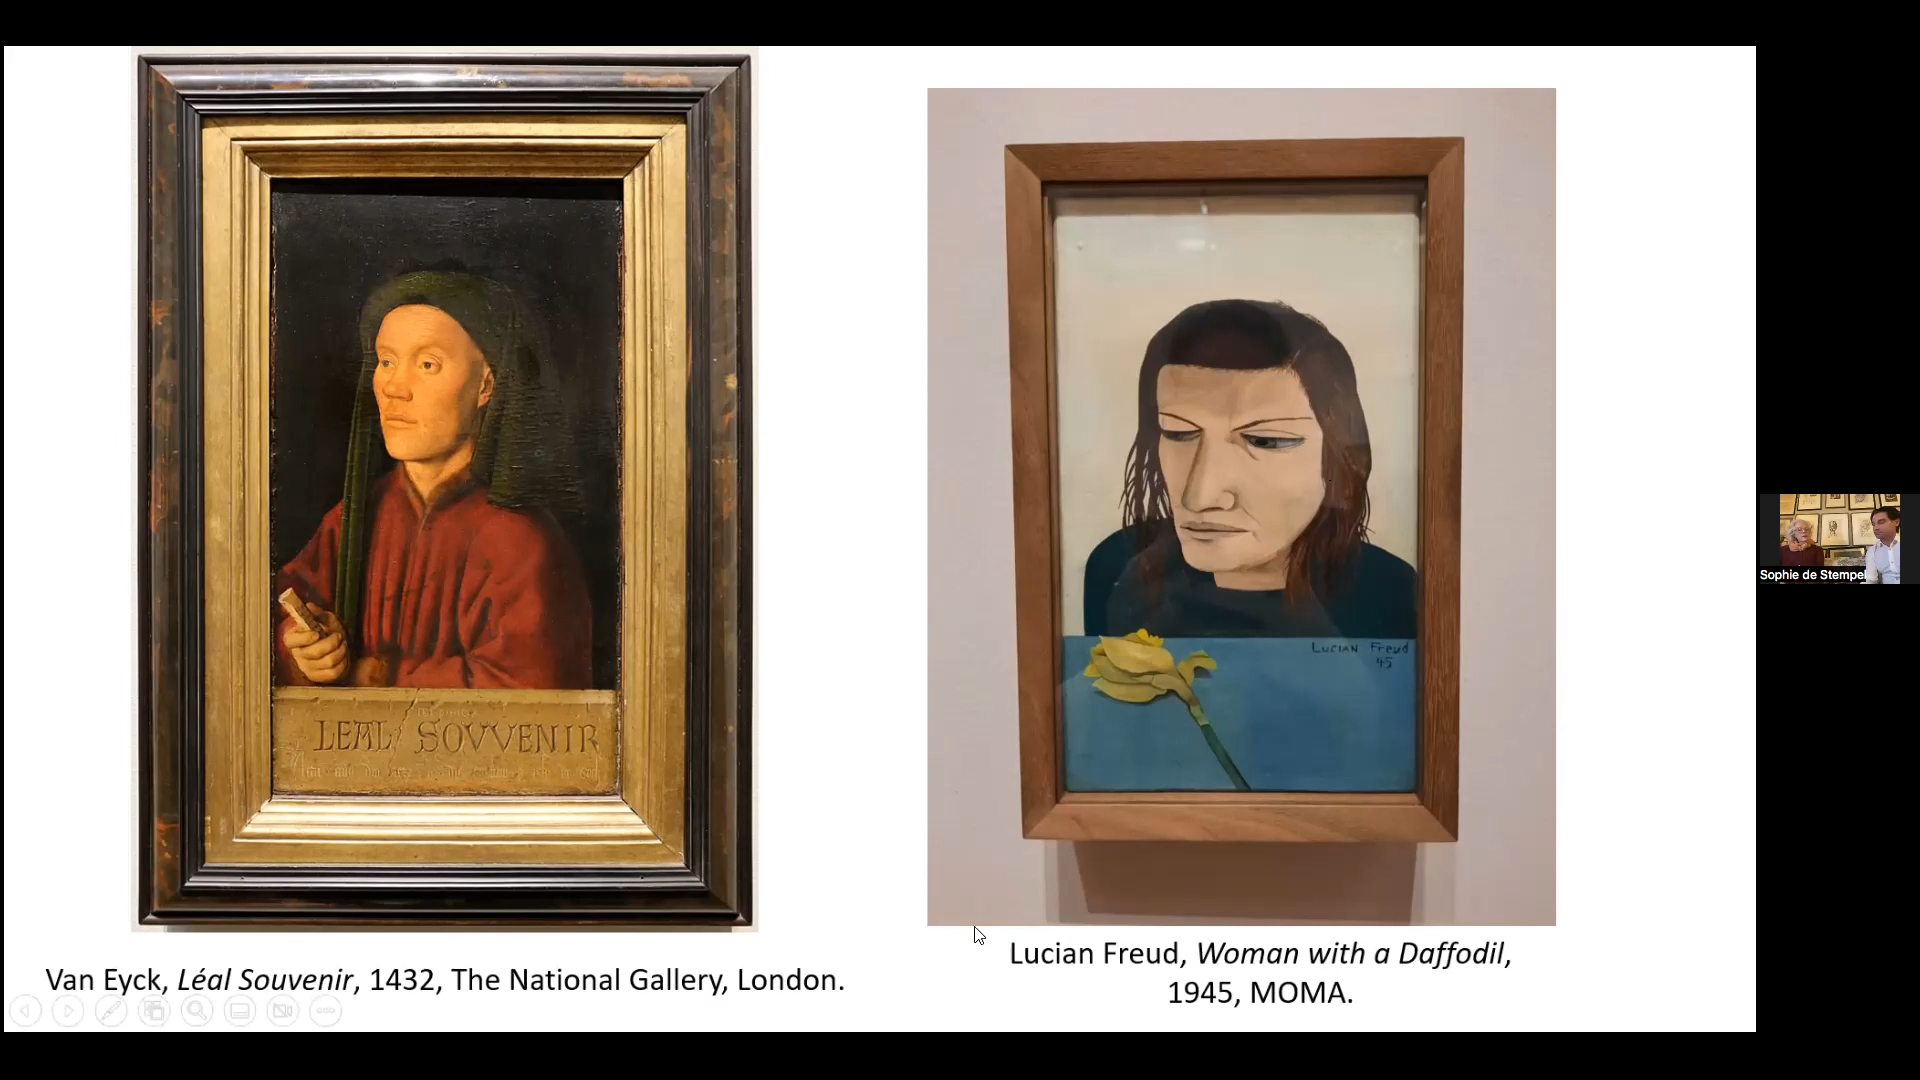 LEAL SOVVENIR
Van Eyck, Léal Souvenir, 1432, The National Gallery, London.
LUCIAN Freud
45
Lucian Freud, Woman with a Daffodil,
1945, MOMA.
Sophie de Stempel